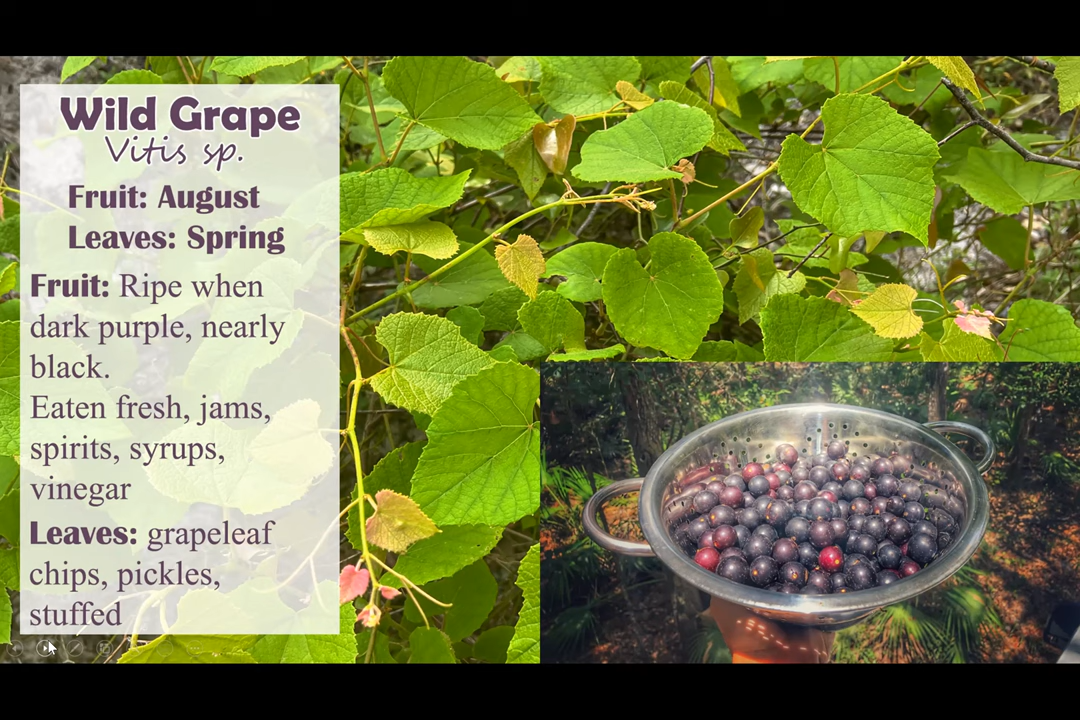 Wild Grape
Vitis sp.
Fruit: August
Leaves: Spring
Fruit: Ripe when
dark purple, nearly
black.
Eaten fresh, jams,
spirits, syrups,
vinegar
Leaves: grapeleaf
chips, pickles,
stuffed